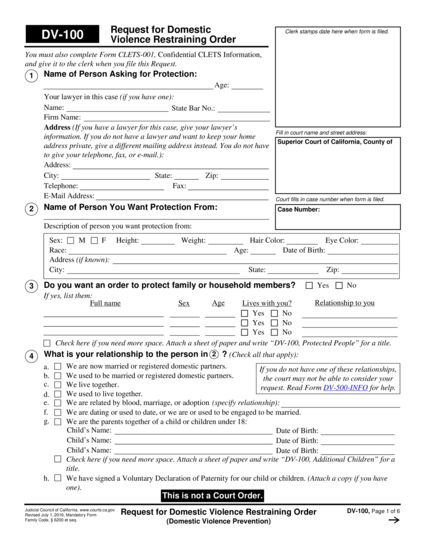 DV-100
Request for Domestic
Violence Restraining Order
Clerk stamps date here when form is filed.
You must also complete Form CLETS-001, Confidential CLETS Information,
and give it to the clerk when you file this Request.
1 Name of Person Asking for Protection:
Age:
Your lawyer in this case (if you have one):
Name: State Bar No.:
Firm Name:
Address (If you have a lawyer for this case, give your lawyer's
information. If you do not have a lawyer and want to keep your home
address private, give a different mailing address instead. You do not have
to give your telephone, fax, or e-mail.):
Address:
City: State: Zip:
Telephone: Fax:
E-Mail Address:
Fill in court name and street address:
Superior Court of California, County of
Court fills in case number when form is filed.
Case Number:
2 Name of Person You Want Protection From:
Description of person you want protection from:
Sex: M F Height: Weight: Hair Color: Eye Color:
Race: Age: Date of Birth:
Address (if known):
City: State: Zip:
3 Do you want an order to protect family or household members? Yes No
If yes, list them:
Full name Sex Age Lives with you? Relationship to you
Yes No
Yes No
Yes No
Check here if you need more space. Attach a sheet of paper and write "DV-100, Protected People" for a title.
4 What is your relationship to the person in 2 ? (Check all that apply):
a. We are now married or registered domestic partners.
b. We used to be married or registered domestic partners.
c. We live together.
d. We used to live together.
e. We are related by blood, marriage, or adoption (specify relationship):
f. We are dating or used to date, or we are or used to be engaged to be married.
g. We are the parents together of a child or children under 18:
If you do not have one of these relationships,
the court may not be able to consider your
request. Read Form DV-500-INFO for help.
Child's Name: Date of Birth:
Child's Name: Date of Birth:
Child's Name: Date of Birth:
Check here if you need more space. Attach a sheet of paper and write "DV-100, Additional Children" for a
title.
h. We have signed a Voluntary Declaration of Paternity for our child or children. (Attach a copy if you have
one).
This is not a Court Order.
Judicial Council of California, www.courts.ca.gov
Revised July 1, 2016, Mandatory Form
Family Code, § 6200 et seq.
Request for Domestic Violence Restraining Order
(Domestic Violence Prevention)
DV-100, Page 1 of 6